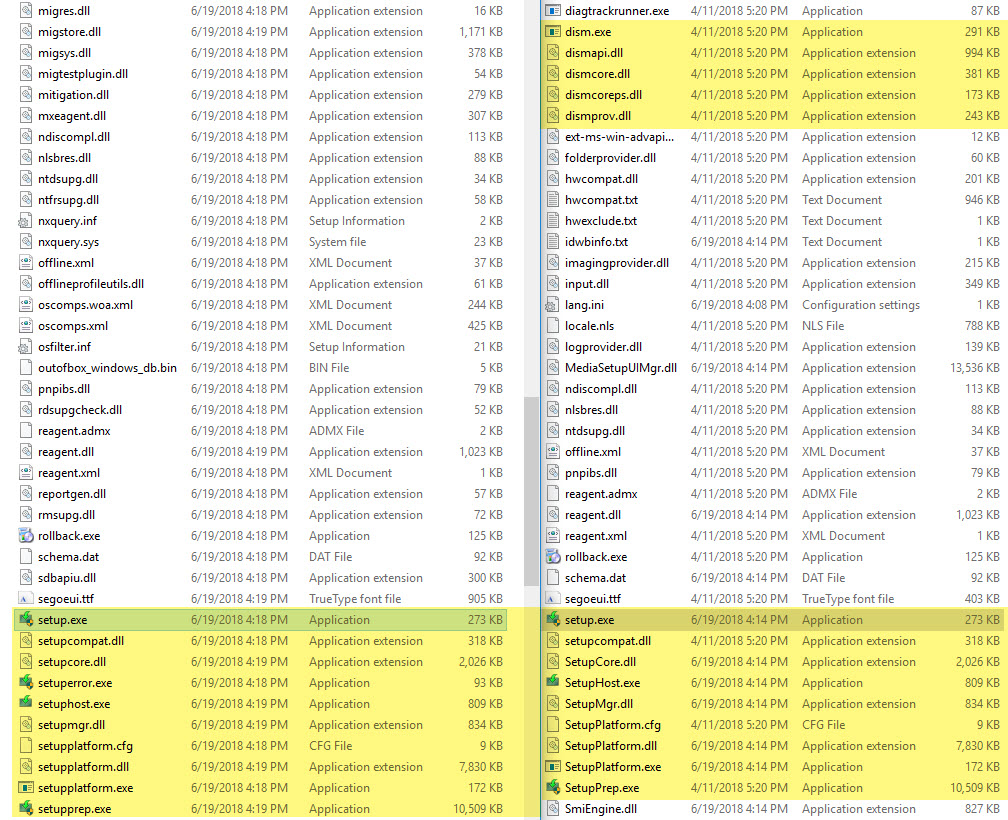 migres.dll 6/19/2018 4:18 PM Application extension 16 KB
migstore.dll 6/19/2018 4:19 PM Application extension 1,171 KB
migsys.dll 6/19/2018 4:18 PM Application extension 378 KB
migtestplugin.dll 6/19/2018 4:18 PM Application extension 54 KB
mitigation.dll 6/19/2018 4:18 PM Application extension 279 KB
mxeagent.dll 6/19/2018 4:18 PM Application extension 307 KB
ndiscompl.dll 6/19/2018 4:18 PM Application extension 113 KB
nlsbres.dll 6/19/2018 4:18 PM Application extension 88 KB
ntdsupg.dll 6/19/2018 4:18 PM Application extension 34 KB
ntfrsupg.dll 6/19/2018 4:18 PM Application extension 58 KB
nxquery.inf 6/19/2018 4:18 PM Setup Information 2 KB
nxquery.sys 6/19/2018 4:18 PM System file 23 KB
offline.xml 6/19/2018 4:18 PM XML Document 37 KB
offlineprofileutils.dll 6/19/2018 4:18 PM Application extension 61 KB
oscomps.woa.xml 6/19/2018 4:18 PM XML Document 244 KB
oscomps.xml 6/19/2018 4:18 PM XML Document 425 KB
osfilter.inf 6/19/2018 4:18 PM Setup Information 21 KB
outofbox_windows_db.bin 6/19/2018 4:18 PM BIN File 5 KB
pnpibs.dll 6/19/2018 4:18 PM Application extension 79 KB
rdsupgcheck.dll 6/19/2018 4:18 PM Application extension 52 KB
reagent.admx 6/19/2018 4:18 PM ADMX File 2 KB
reagent.dll 6/19/2018 4:19 PM Application extension 1,023 KB
reagent.xml 6/19/2018 4:18 PM XML Document 1 KB
reportgen.dll 6/19/2018 4:18 PM Application extension 57 KB
rmsupg.dll 6/19/2018 4:18 PM Application extension 72 KB
rollback.exe 6/19/2018 4:18 PM Application 125 KB
schema.dat 6/19/2018 4:18 PM DAT File 92 KB
sdbapiu.dll 6/19/2018 4:18 PM Application extension 300 KB
segoeui.ttf 6/19/2018 4:18 PM TrueType font file 905 KB
setup.exe 6/19/2018 4:18 PM Application 273 KB
setupcompat.dll 6/19/2018 4:18 PM Application extension 318 KB
setupcore.dll 6/19/2018 4:19 PM Application extension 2,026 KB
setuperror.exe 6/19/2018 4:18 PM Application 93 KB
setuphost.exe 6/19/2018 4:19 PM Application 809 KB
setupmgr.dll 6/19/2018 4:19 PM Application extension 834 KB
setupplatform.cfg 6/19/2018 4:18 PM CFG File 9 KB
setupplatform.dll 6/19/2018 4:19 PM Application extension 7,830 KB
setupplatform.exe 6/19/2018 4:18 PM Application 172 KB
setupprep.exe 6/19/2018 4:19 PM Application 10,509 KB
diagtrackrunner.exe 4/11/2018 5:20 PM Application 87 KB
dism.exe 4/11/2018 5:20 PM Application 291 KB
dismapi.dll 4/11/2018 5:20 PM Application extension 994 KB
dismcore.dll 4/11/2018 5:20 PM Application extension 381 KB
dismcoreps.dll 4/11/2018 5:20 PM Application extension 173 KB
dismprov.dll 4/11/2018 5:20 PM Application extension 243 KB
ext-ms-win-advapi... 4/11/2018 5:20 PM Application extension 12 KB
folderprovider.dll 4/11/2018 5:20 PM Application extension 60 KB
hwcompat.dll 4/11/2018 5:20 PM Application extension 201 KB
hwcompat.txt 4/11/2018 5:20 PM Text Document 946 KB
hwexclude.txt 4/11/2018 5:20 PM Text Document 1 KB
idwbinfo.txt 6/19/2018 4:14 PM Text Document 1 KB
imagingprovider.dll 4/11/2018 5:20 PM Application extension 215 KB
input.dll 4/11/2018 5:20 PM Application extension 349 KB
lang.ini 6/19/2018 4:08 PM Configuration settings 1 KB
locale.nls 4/11/2018 5:20 PM NLS File 788 KB
logprovider.dll 4/11/2018 5:20 PM Application extension 139 KB
MediaSetupUIMgr.dll 6/19/2018 4:14 PM Application extension 13,536 KB
ndiscompl.dll 4/11/2018 5:20 PM Application extension 113 KB
nlsbres.dll 4/11/2018 5:20 PM Application extension 88 KB
ntdsupg.dll 4/11/2018 5:20 PM Application extension 34 KB
offline.xml 4/11/2018 5:20 PM XML Document 37 KB
pnpibs.dll 4/11/2018 5:20 PM Application extension 79 KB
reagent.admx 4/11/2018 5:20 PM ADMX File 2 KB
reagent.dll 6/19/2018 4:14 PM Application extension 1,023 KB
reagent.xml 4/11/2018 5:20 PM XML Document 1 KB
rollback.exe 4/11/2018 5:20 PM Application 125 KB
schema.dat 6/19/2018 4:14 PM DAT File 92 KB
segoeui.ttf 4/11/2018 5:20 PM TrueType font file 403 KB
setup.exe 6/19/2018 4:14 PM Application 273 KB
setupcompat.dll 4/11/2018 5:20 PM Application extension 318 KB
SetupCore.dll 6/19/2018 4:14 PM Application extension 2,026 KB
SetupHost.exe 6/19/2018 4:14 PM Application 809 KB
SetupMgr.dll 6/19/2018 4:14 PM Application extension 834 KB
SetupPlatform.cfg 4/11/2018 5:20 PM CFG File 9 KB
SetupPlatform.dll 6/19/2018 4:14 PM Application extension 7,830 KB
SetupPlatform.exe 6/19/2018 4:14 PM Application 172 KB
SetupPrep.exe 6/19/2018 4:14 PM Application 10,509 KB
SmiEngine.dll 6/19/2018 4:14 PM Application extension 827 KB